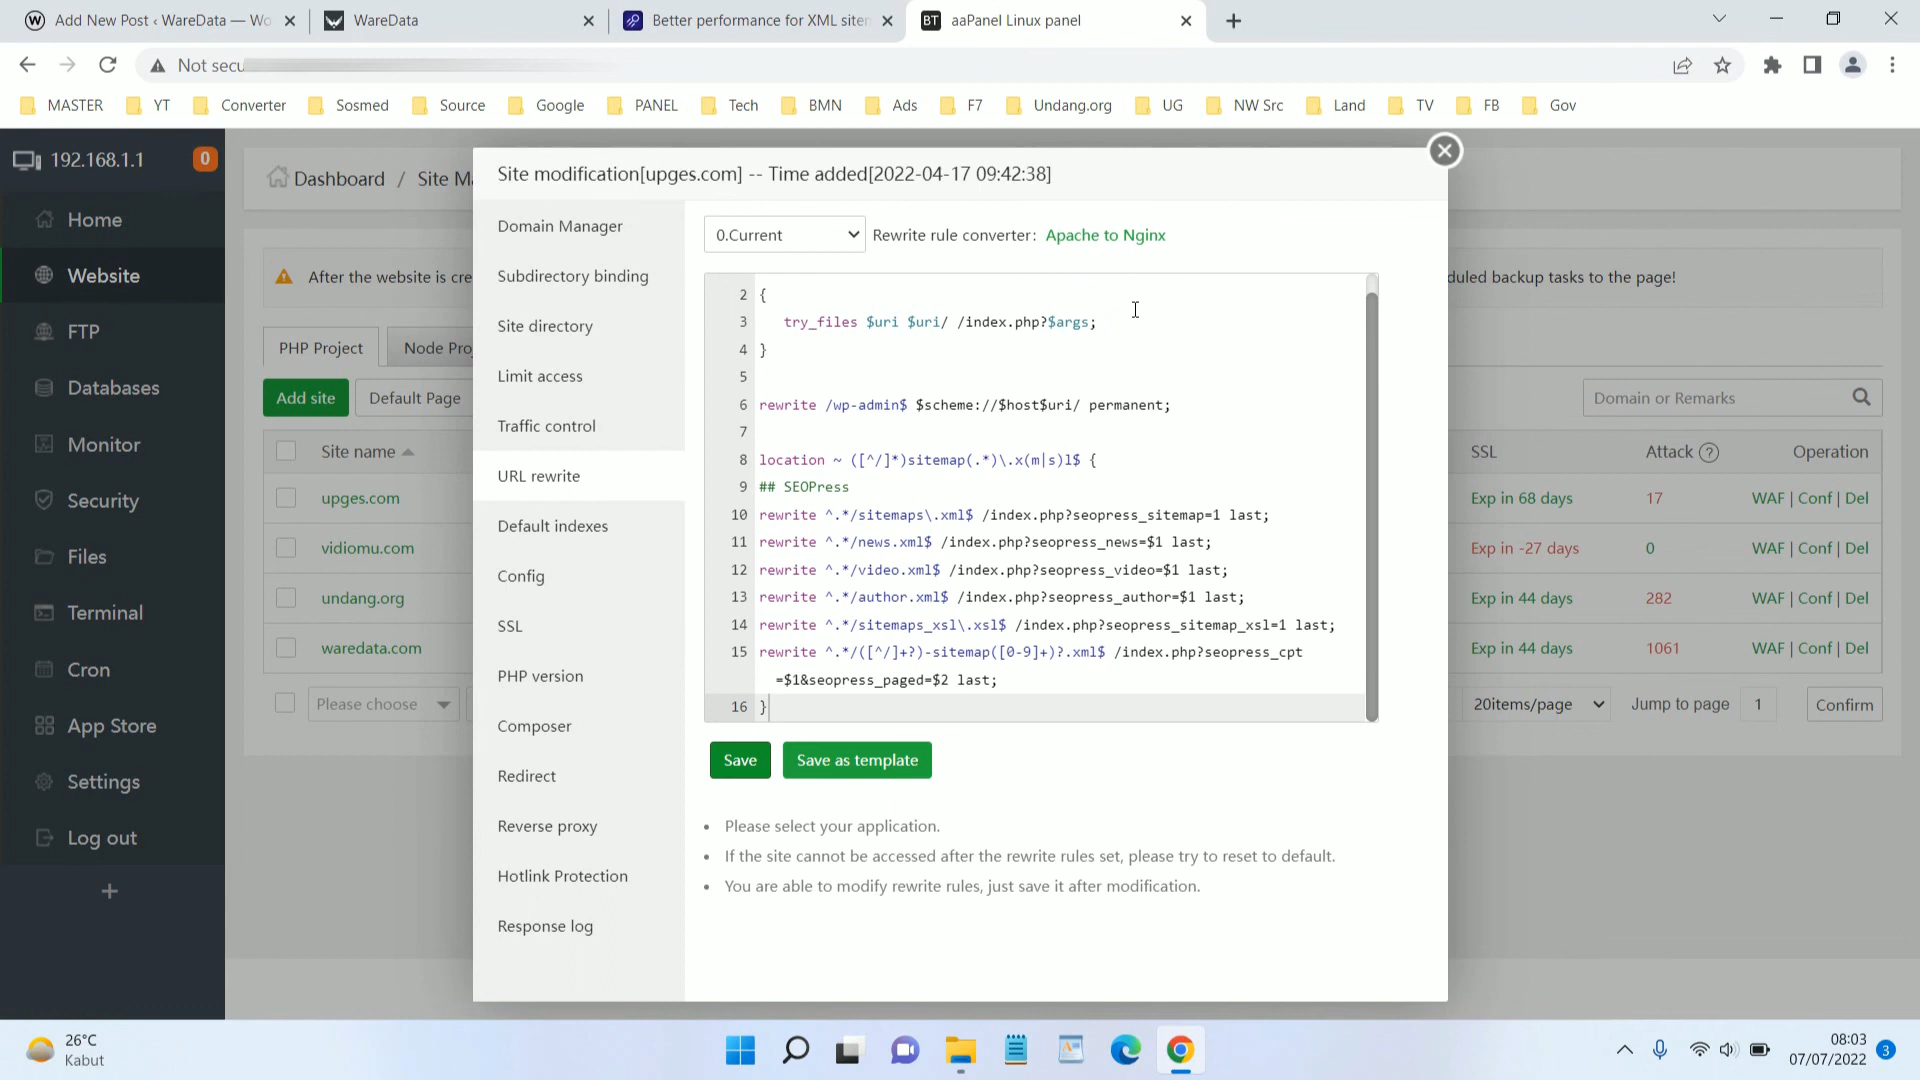 Add New Post ‹ WareData — Wo
WareData
Better performance for XML siter
BT
aaPanel Linux panel
Not secu
MASTER
YT
Converter
Sosmed
Source
Google
PANEL
Tech
BMN
Ads
F7
Undang.org
UG
NW Src
Land
TV
FB
Gov
192.168.1.1
0
Home
Website
FTP
Databases
Monitor
Security
Files
Terminal
Cron
App Store
Settings
Log out
Dashboard / Site Ma
After the website is cre
duled backup tasks to the page!
PHP Project
Node Pro
Add site
Default Page
Domain or Remarks
Site name
SSL
Attack
Operation
upges.com
Exp in 68 days
17
WAF | Conf | Del
vidiomu.com
Exp in -27 days
0
WAF | Conf | Del
undang.org
Exp in 44 days
282
WAF | Conf | Del
waredata.com
Exp in 44 days
1061
WAF | Conf | Del
Please choose
20items/page
Jump to page
1
Confirm
Site modification[upges.com] -- Time added[2022-04-17 09:42:38]
Domain Manager
Subdirectory binding
Site directory
Limit access
Traffic control
URL rewrite
Default indexes
Config
SSL
PHP version
Composer
Redirect
Reverse proxy
Hotlink Protection
Response log
0.Current
Rewrite rule converter: Apache to Nginx
2 {
3 try_files $uri $uri/ /index.php?$args;
4 }
5
6 rewrite /wp-admin$ $scheme://$host$uri/ permanent;
7
8 location ~ ([^/]*)sitemap(.*)\.x(m|s)l$ {
9 ## SEOPress
10 rewrite ^.*/sitemaps\.xml$ /index.php?seopress_sitemap=1 last;
11 rewrite ^.*/news.xml$ /index.php?seopress_news=$1 last;
12 rewrite ^.*/video.xml$ /index.php?seopress_video=$1 last;
13 rewrite ^.*/author.xml$ /index.php?seopress_author=$1 last;
14 rewrite ^.*/sitemaps_xsl\.xsl$ /index.php?seopress_sitemap_xsl=1 last;
15 rewrite ^.*/([^/]+?)-sitemap([0-9]+)?.xml$ /index.php?seopress_cpt
=$1&seopress_paged=$2 last;
16 }
Save
Save as template
Please select your application.
If the site cannot be accessed after the rewrite rules set, please try to reset to default.
You are able to modify rewrite rules, just save it after modification.
26°C
Kabut
08:03
07/07/2022
3